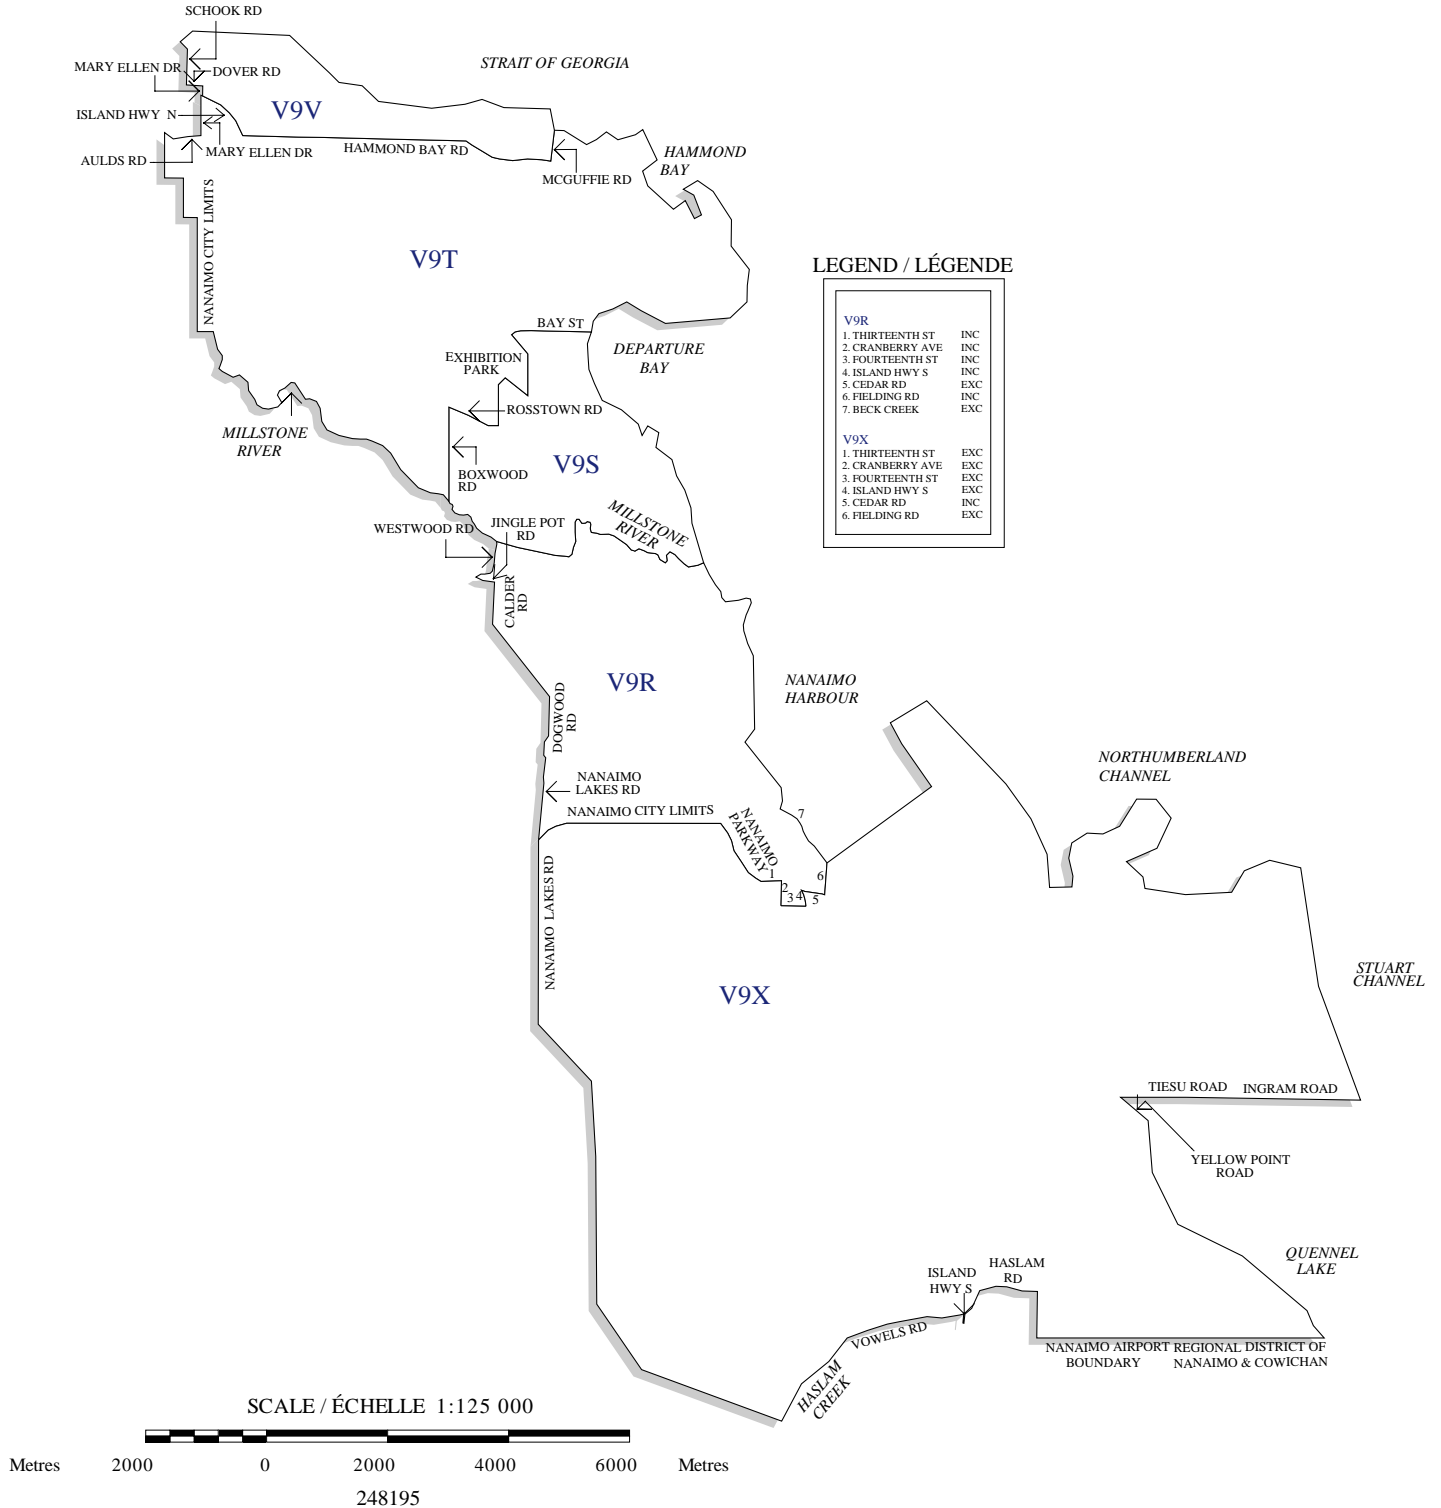 SCHOOK RD
STRAIT OF GEORGIA
MARY ELLEN DR
DOVER RD
V9V
ISLAND HWY N
MARY ELLEN DR
HAMMOND BAY RD
HAMMOND
BAY
AULDS RD
MCGUFFIE RD
NANAIMO CITY LIMITS
V9T
LEGEND / LÉGENDE
V9R
1. THIRTEENTH ST INC
2. CRANBERRY AVE INC
3. FOURTEENTH ST INC
4. ISLAND HWY S INC
5. CEDAR RD EXC
6. FIELDING RD INC
7. BECK CREEK EXC
V9X
1. THIRTEENTH ST EXC
2. CRANBERRY AVE EXC
3. FOURTEENTH ST EXC
4. ISLAND HWY S EXC
5. CEDAR RD INC
6. FIELDING RD EXC
BAY ST
DEPARTURE
BAY
EXHIBITION
PARK
ROSSTOWN RD
MILLSTONE
RIVER
V9S
BOXWOOD
RD
MILLSTONE
RIVER
WESTWOOD RD
JINGLE POT
RD
CALDER
RD
V9R
NANAIMO
HARBOUR
DOGWOOD
RD
NORTHUMBERLAND
CHANNEL
NANAIMO
LAKES RD
NANAIMO CITY LIMITS
NANAIMO
PARKWAY
7
1
2
3
4
5
6
NANAIMO LAKES RD
V9X
STUART
CHANNEL
TIESU ROAD
INGRAM ROAD
YELLOW POINT
ROAD
QUENNEL
LAKE
ISLAND
HWY S
HASLAM
RD
VOWELS RD
NANAIMO AIRPORT
BOUNDARY
REGIONAL DISTRICT OF
NANAIMO & COWICHAN
HASLAM
CREEK
SCALE / ÉCHELLE 1:125 000
Metres 2000 0 2000 4000 6000 Metres
248195